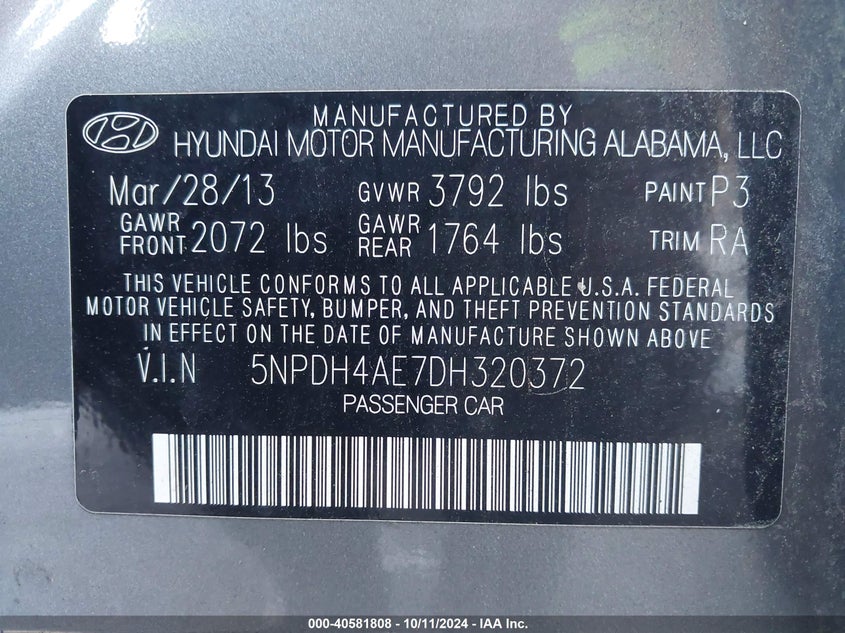 MANUFACTURED BY
HYUNDAI MOTOR MANUFACTURING ALABAMA, LLC
Mar/28/13 GVWR 3792 lbs PAINT P3
GAWR FRONT 2072 lbs GAWR REAR 1764 lbs TRIM RA
THIS VEHICLE CONFORMS TO ALL APPLICABLE U.S.A. FEDERAL
MOTOR VEHICLE SAFETY, BUMPER, AND THEFT PREVENTION STANDARDS
IN EFFECT ON THE DATE OF MANUFACTURE SHOWN ABOVE
V.I.N 5NPDH4AE7DH320372
PASSENGER CAR
000-40581808 - 10/11/2024 - IAA Inc.